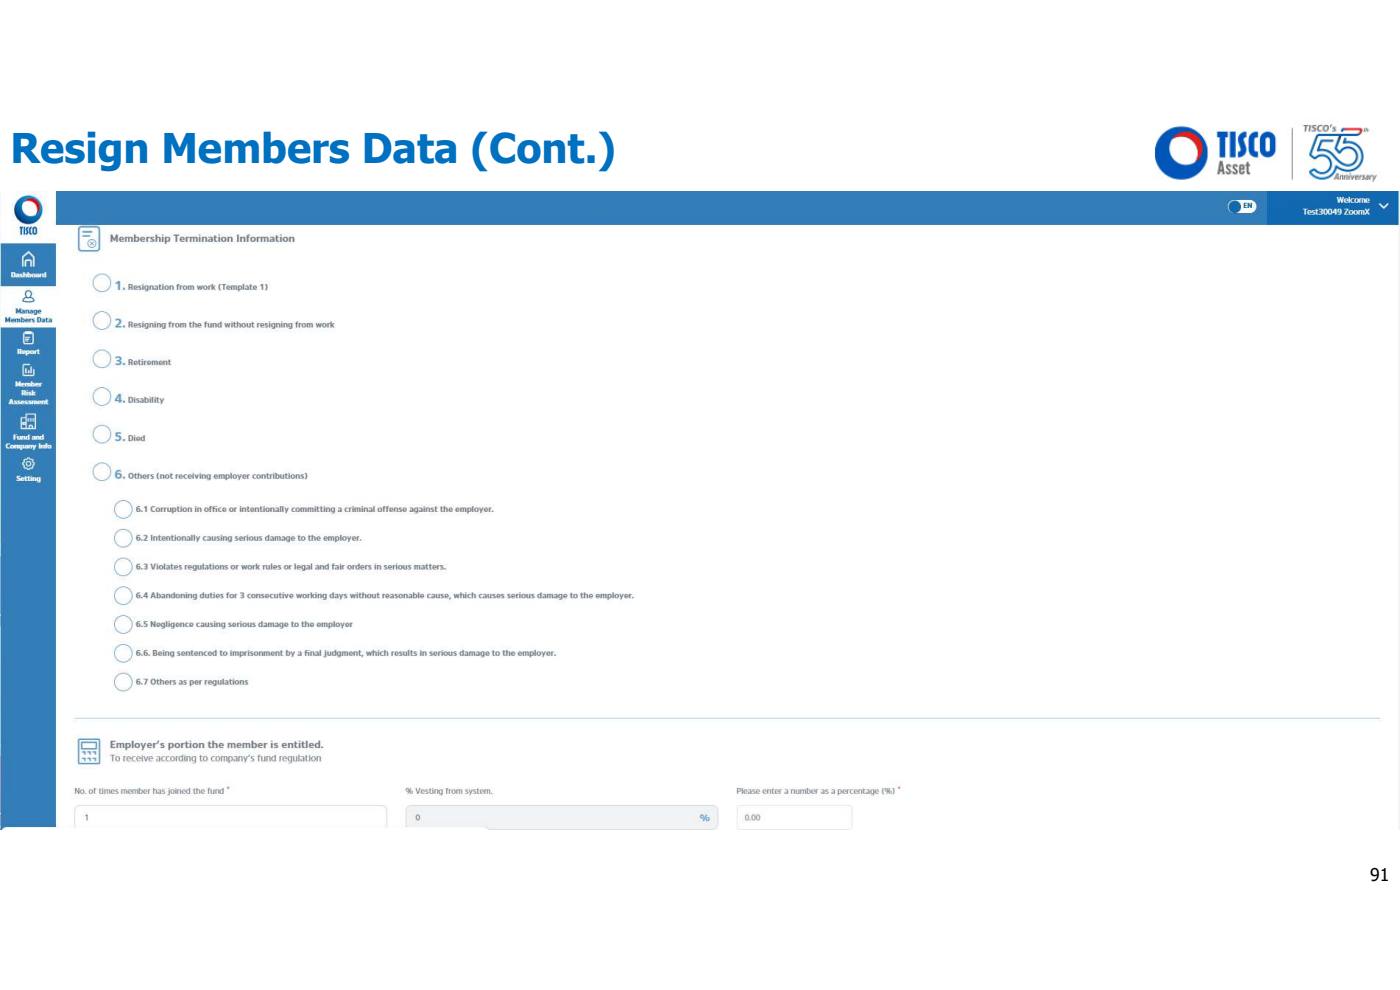 Resign Members Data (Cont.)
TISCO
Asset
TISCO's
55th
Anniversary
TISCO
EN
Welcome
Test30049 ZoomX
Dashboard
Manage
Members Data
Report
Member
Risk
Assessment
Fund and
Company Info
Setting
Membership Termination Information
1. Resignation from work (Template 1)
2. Resigning from the fund without resigning from work
3. Retirement
4. Disability
5. Died
6. Others (not receiving employer contributions)
6.1 Corruption in office or intentionally committing a criminal offense against the employer.
6.2 Intentionally causing serious damage to the employer.
6.3 Violates regulations or work rules or legal and fair orders in serious matters.
6.4 Abandoning duties for 3 consecutive working days without reasonable cause, which causes serious damage to the employer.
6.5 Negligence causing serious damage to the employer
6.6. Being sentenced to imprisonment by a final judgment, which results in serious damage to the employer.
6.7 Others as per regulations
Employer's portion the member is entitled.
To receive according to company's fund regulation
No. of times member has joined the fund *
% Vesting from system.
Please enter a number as a percentage (%) *
1
0 %
0.00
91